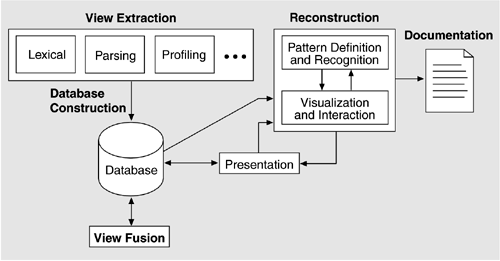 View Extraction
Lexical
Parsing
Profiling
Reconstruction
Pattern Definition
and Recognition
Visualization
and Interaction
Documentation
Database
Construction
Database
Presentation
View Fusion